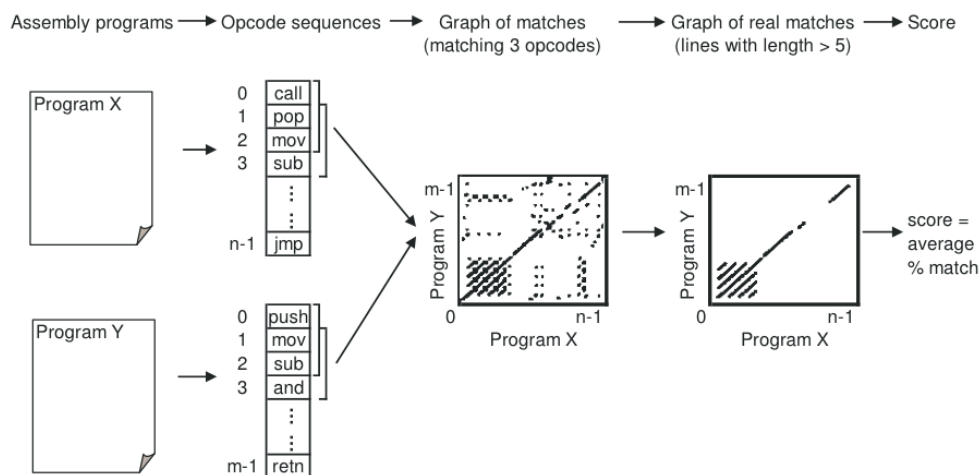 Assembly programs
Opcode sequences
Graph of matches
(matching 3 opcodes)
Graph of real matches
(lines with length > 5)
Score
Program X
0 call
1 pop
2 mov
3 sub
n-1 jmp
Program Y
0 push
1 mov
2 sub
3 and
m-1 retn
m-1
Program Y
0
n-1
Program X
m-1
Program Y
0
n-1
Program X
score =
average
% match